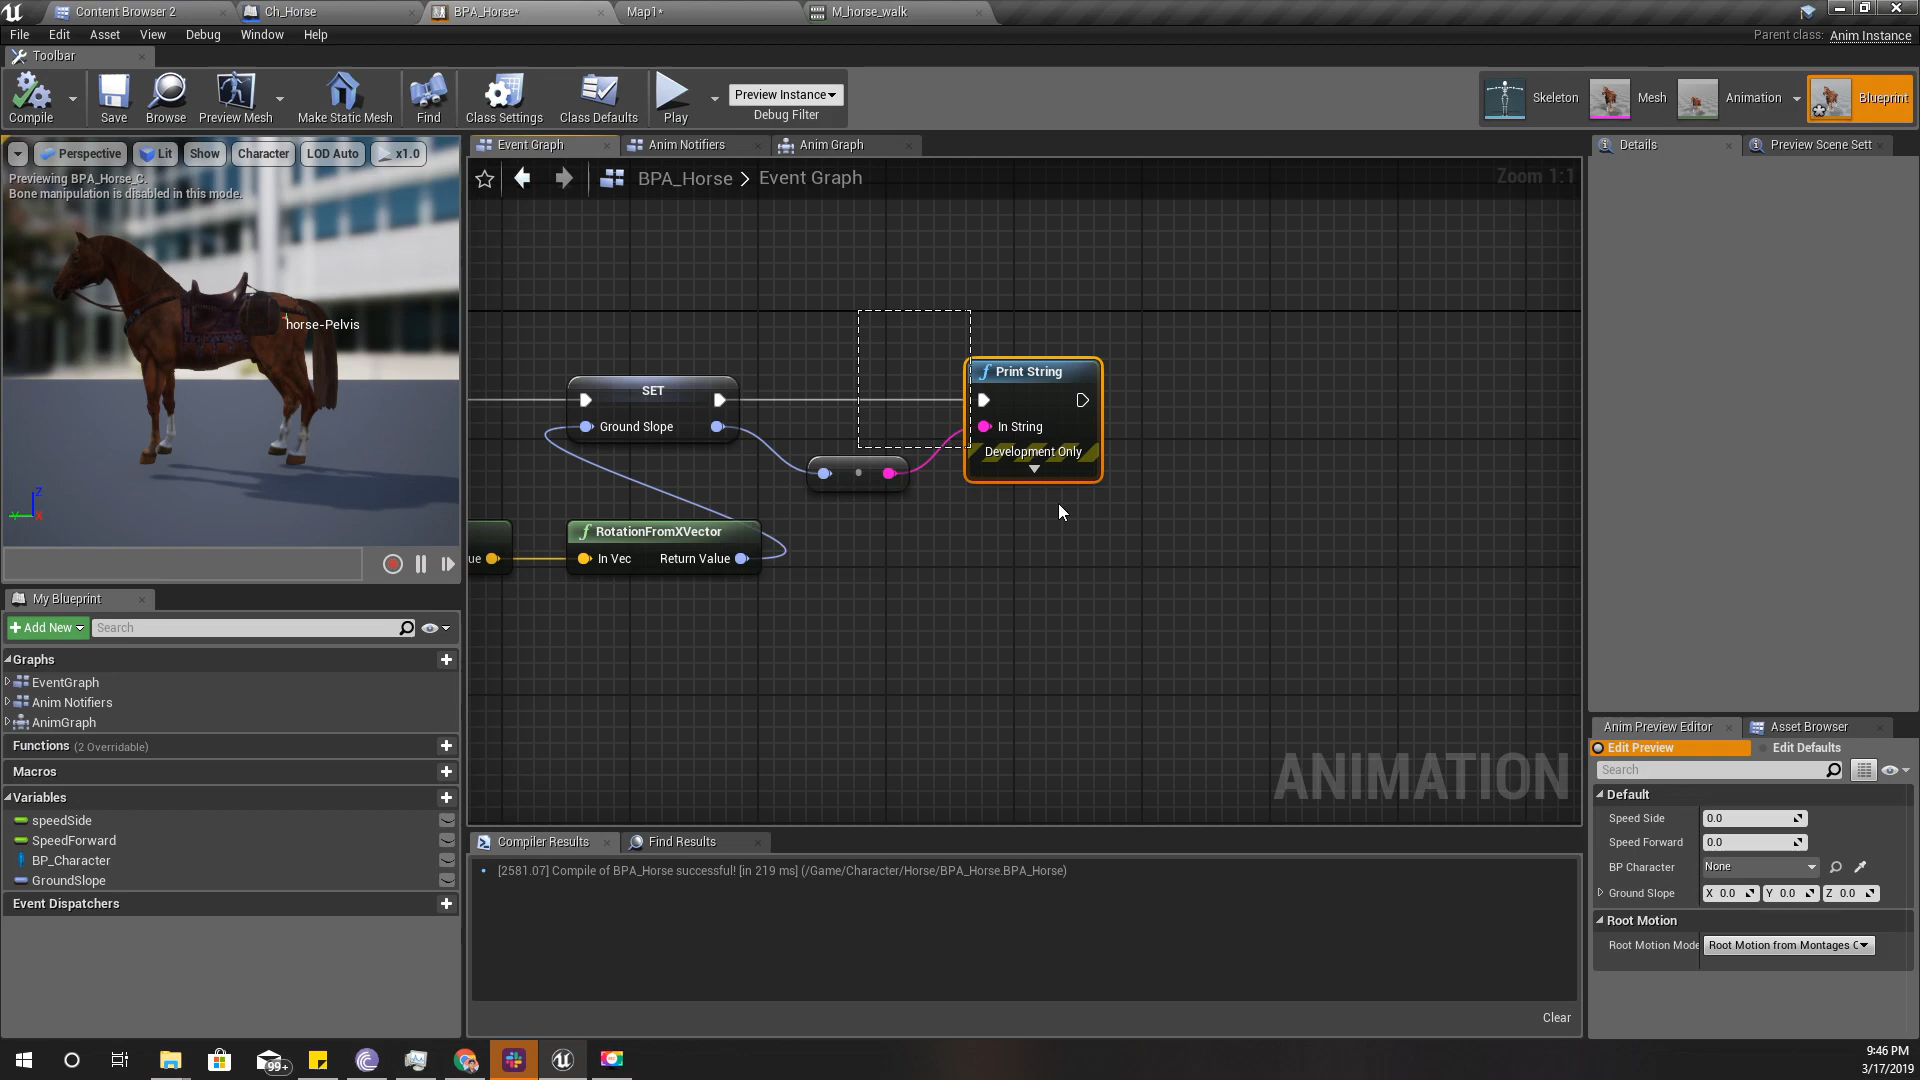 Content Browser 2
Ch_Horse
BPA_Horse*
Map1*
M_horse_walk
File Edit Asset View Debug Window Help
Parent class: Anim Instance
Toolbar
Compile
Save
Browse
Preview Mesh
Make Static Mesh
Find
Class Settings
Class Defaults
Play
Preview Instance
Debug Filter
Skeleton
Mesh
Animation
Blueprint
Perspective
Lit
Show
Character
LOD Auto
x1.0
Previewing BPA_Horse_C.
Bone manipulation is disabled in this mode.
horse-Pelvis
Z
Y
X
Event Graph
Anim Notifiers
Anim Graph
BPA_Horse > Event Graph
Zoom 1:1
SET
Ground Slope
f Print String
In String
Development Only
ue
f RotationFromXVector
In Vec Return Value
ANIMATION
Details
Preview Scene Sett
My Blueprint
Add New
Search
Graphs
EventGraph
Anim Notifiers
AnimGraph
Functions (2 Overridable)
Macros
Variables
speedSide
SpeedForward
BP_Character
GroundSlope
Event Dispatchers
Compiler Results
Find Results
[2581.07] Compile of BPA_Horse successful! [in 219 ms] (/Game/Character/Horse/BPA_Horse.BPA_Horse)
Clear
Anim Preview Editor
Asset Browser
Edit Preview
Edit Defaults
Search
Default
Speed Side 0.0
Speed Forward 0.0
BP Character None
Ground Slope X 0.0 Y 0.0 Z 0.0
Root Motion
Root Motion Mode Root Motion from Montages C
99+
9:46 PM
3/17/2019